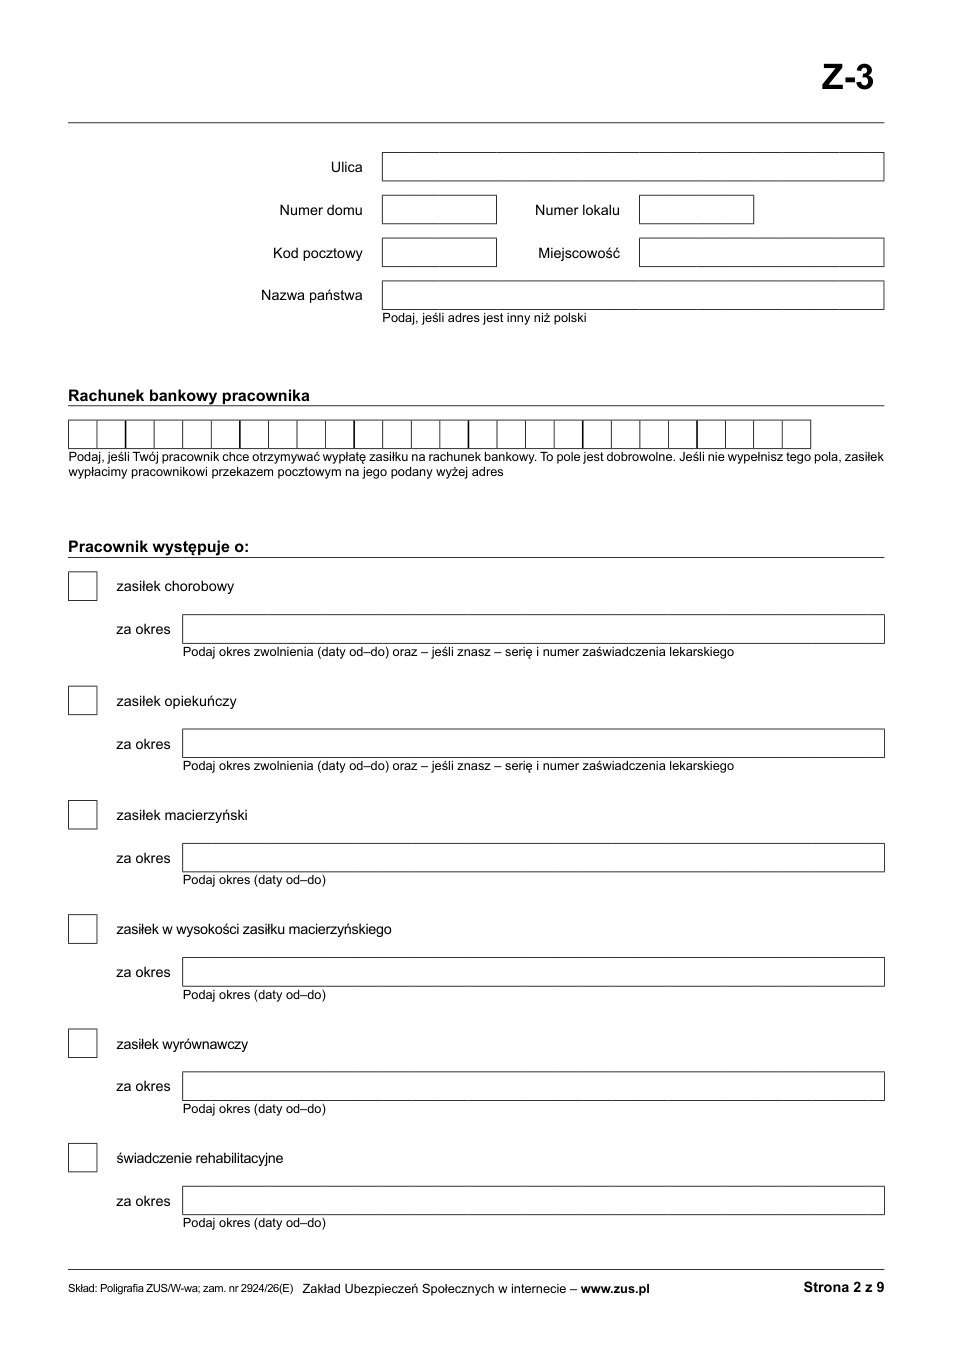 Z-3
Ulica
Numer domu
Numer lokalu
Kod pocztowy
Miejscowość
Nazwa państwa
Podaj, jeśli adres jest inny niż polski
Rachunek bankowy pracownika
Podaj, jeśli Twój pracownik chce otrzymywać wypłatę zasiłku na rachunek bankowy. To pole jest dobrowolne. Jeśli nie wypełnisz tego pola, zasiłek
wypłacimy pracownikowi przekazem pocztowym na jego podany wyżej adres
Pracownik występuje o:
zasiłek chorobowy
za okres
Podaj okres zwolnienia (daty od–do) oraz – jeśli znasz – serię i numer zaświadczenia lekarskiego
zasiłek opiekuńczy
za okres
Podaj okres zwolnienia (daty od–do) oraz – jeśli znasz – serię i numer zaświadczenia lekarskiego
zasiłek macierzyński
za okres
Podaj okres (daty od–do)
zasiłek w wysokości zasiłku macierzyńskiego
za okres
Podaj okres (daty od–do)
zasiłek wyrównawczy
za okres
Podaj okres (daty od–do)
świadczenie rehabilitacyjne
za okres
Podaj okres (daty od–do)
Skład: Poligrafia ZUS/W-wa; zam. nr 2924/26(E) Zakład Ubezpieczeń Społecznych w internecie – www.zus.pl Strona 2 z 9